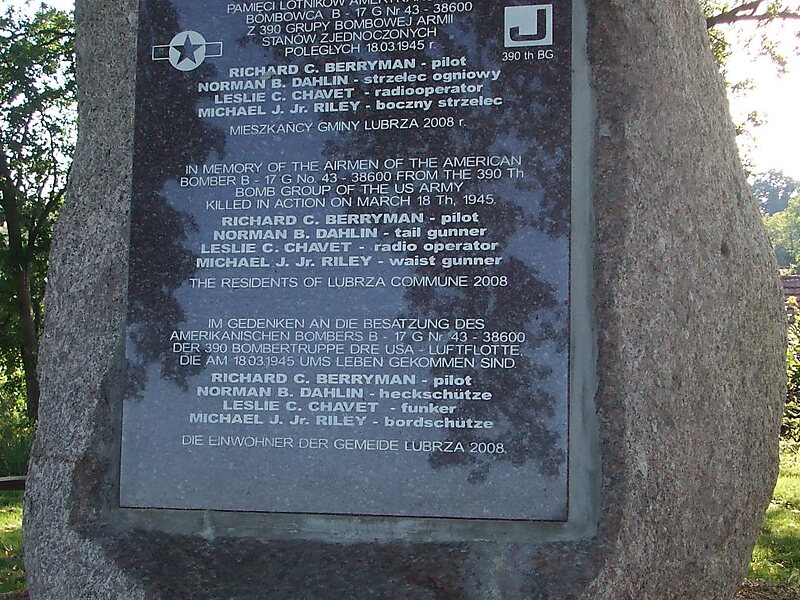 PAMIĘCI LOTNIKÓW
BOMBOWCA B - 17 G Nr 43 - 38600
Z 390 GRUPY BOMBOWEJ ARMII
STANÓW ZJEDNOCZONYCH
POLEGŁYCH 18.03.1945 r.
J
390 th BG
RICHARD C. BERRYMAN - pilot
NORMAN B. DAHLIN - strzelec ogniowy
LESLIE C. CHAVET - radiooperator
MICHAEL J. Jr. RILEY - boczny strzelec
MIESZKAŃCY GMINY LUBRZA 2008 r.
IN MEMORY OF THE AIRMEN OF THE AMERICAN
BOMBER B - 17 G No. 43 - 38600 FROM THE 390 Th
BOMB GROUP OF THE US ARMY
KILLED IN ACTION ON MARCH 18 Th, 1945.
RICHARD C. BERRYMAN - pilot
NORMAN B. DAHLIN - tail gunner
LESLIE C. CHAVET - radio operator
MICHAEL J. Jr. RILEY - waist gunner
THE RESIDENTS OF LUBRZA COMMUNE 2008
IM GEDENKEN AN DIE BESATZUNG DES
AMERIKANISCHEN BOMBERS B - 17 G Nr. 43 - 38600
DER 390 BOMBERTRUPPE DRE USA - LUFTFLOTTE,
DIE AM 18.03.1945 UMS LEBEN GEKOMMEN SIND.
RICHARD C. BERRYMAN - pilot
NORMAN B. DAHLIN - heckschütze
LESLIE C. CHAVET - funker
MICHAEL J. Jr. RILEY - bordschütze
DIE EINWOHNER DER GEMEIDE LUBRZA 2008.